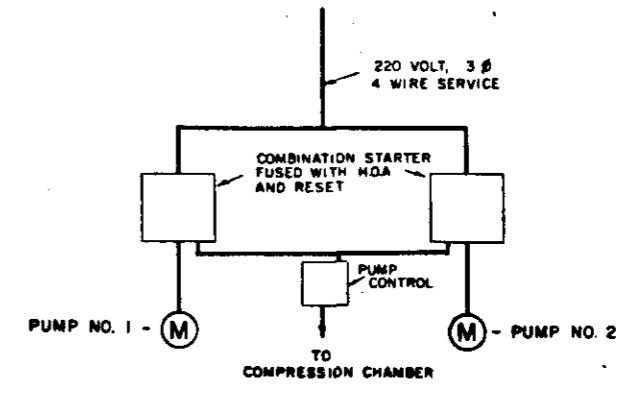 220 VOLT, 3 Ø
4 WIRE SERVICE
COMBINATION STARTER
FUSED WITH H.O.A
AND RESET
PUMP
CONTROL
PUMP NO. 1 - M
M - PUMP NO. 2
TO
COMPRESSION CHAMBER